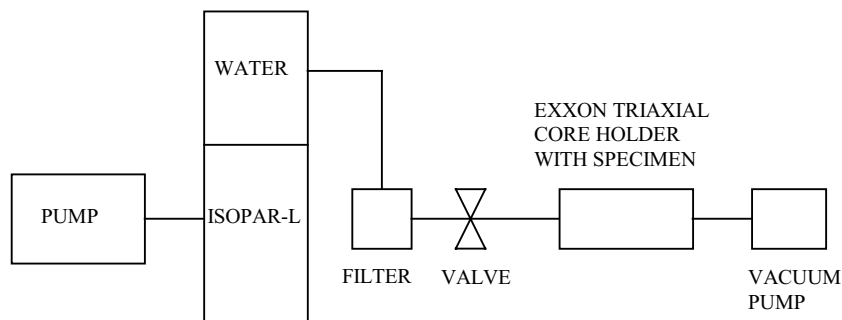 WATER
EXXON TRIAXIAL
CORE HOLDER
WITH SPECIMEN
PUMP
ISOPAR-L
FILTER
VALVE
VACUUM
PUMP